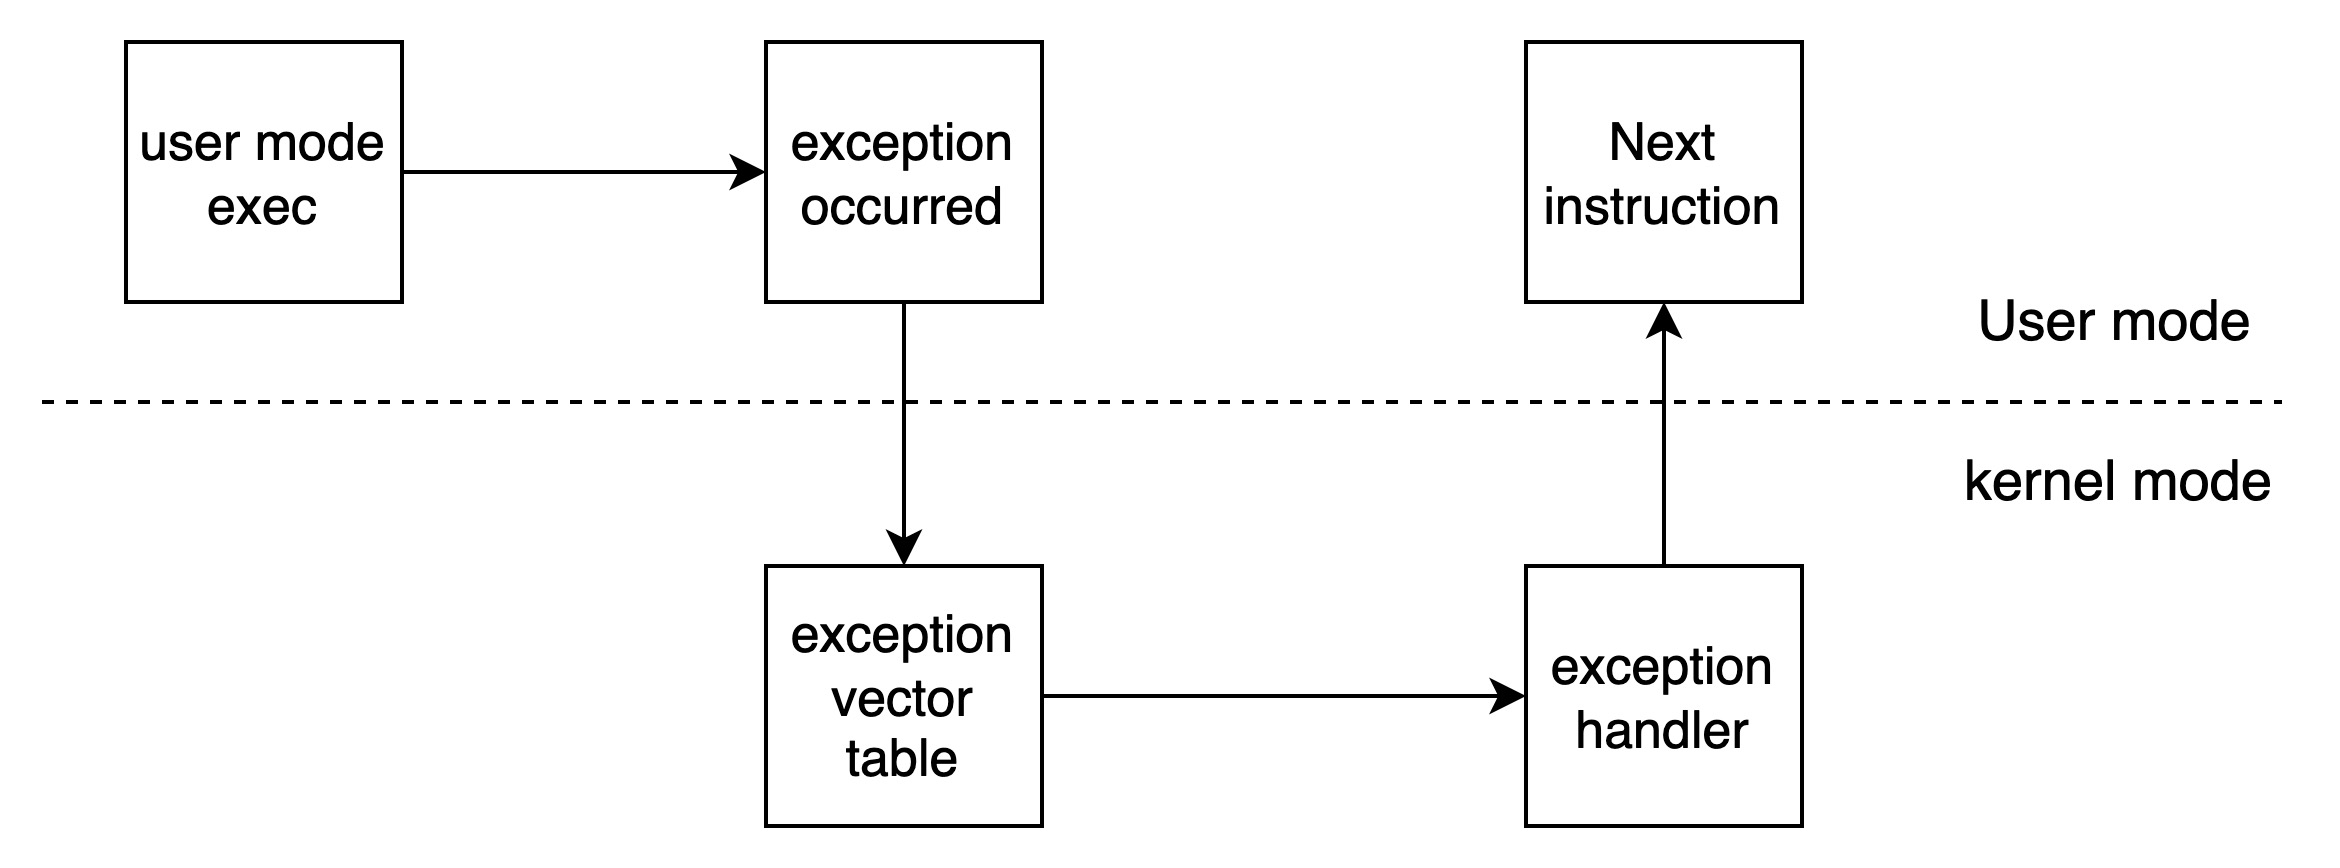 user mode
exec
exception
occurred
Next
instruction
User mode
kernel mode
exception
vector
table
exception
handler